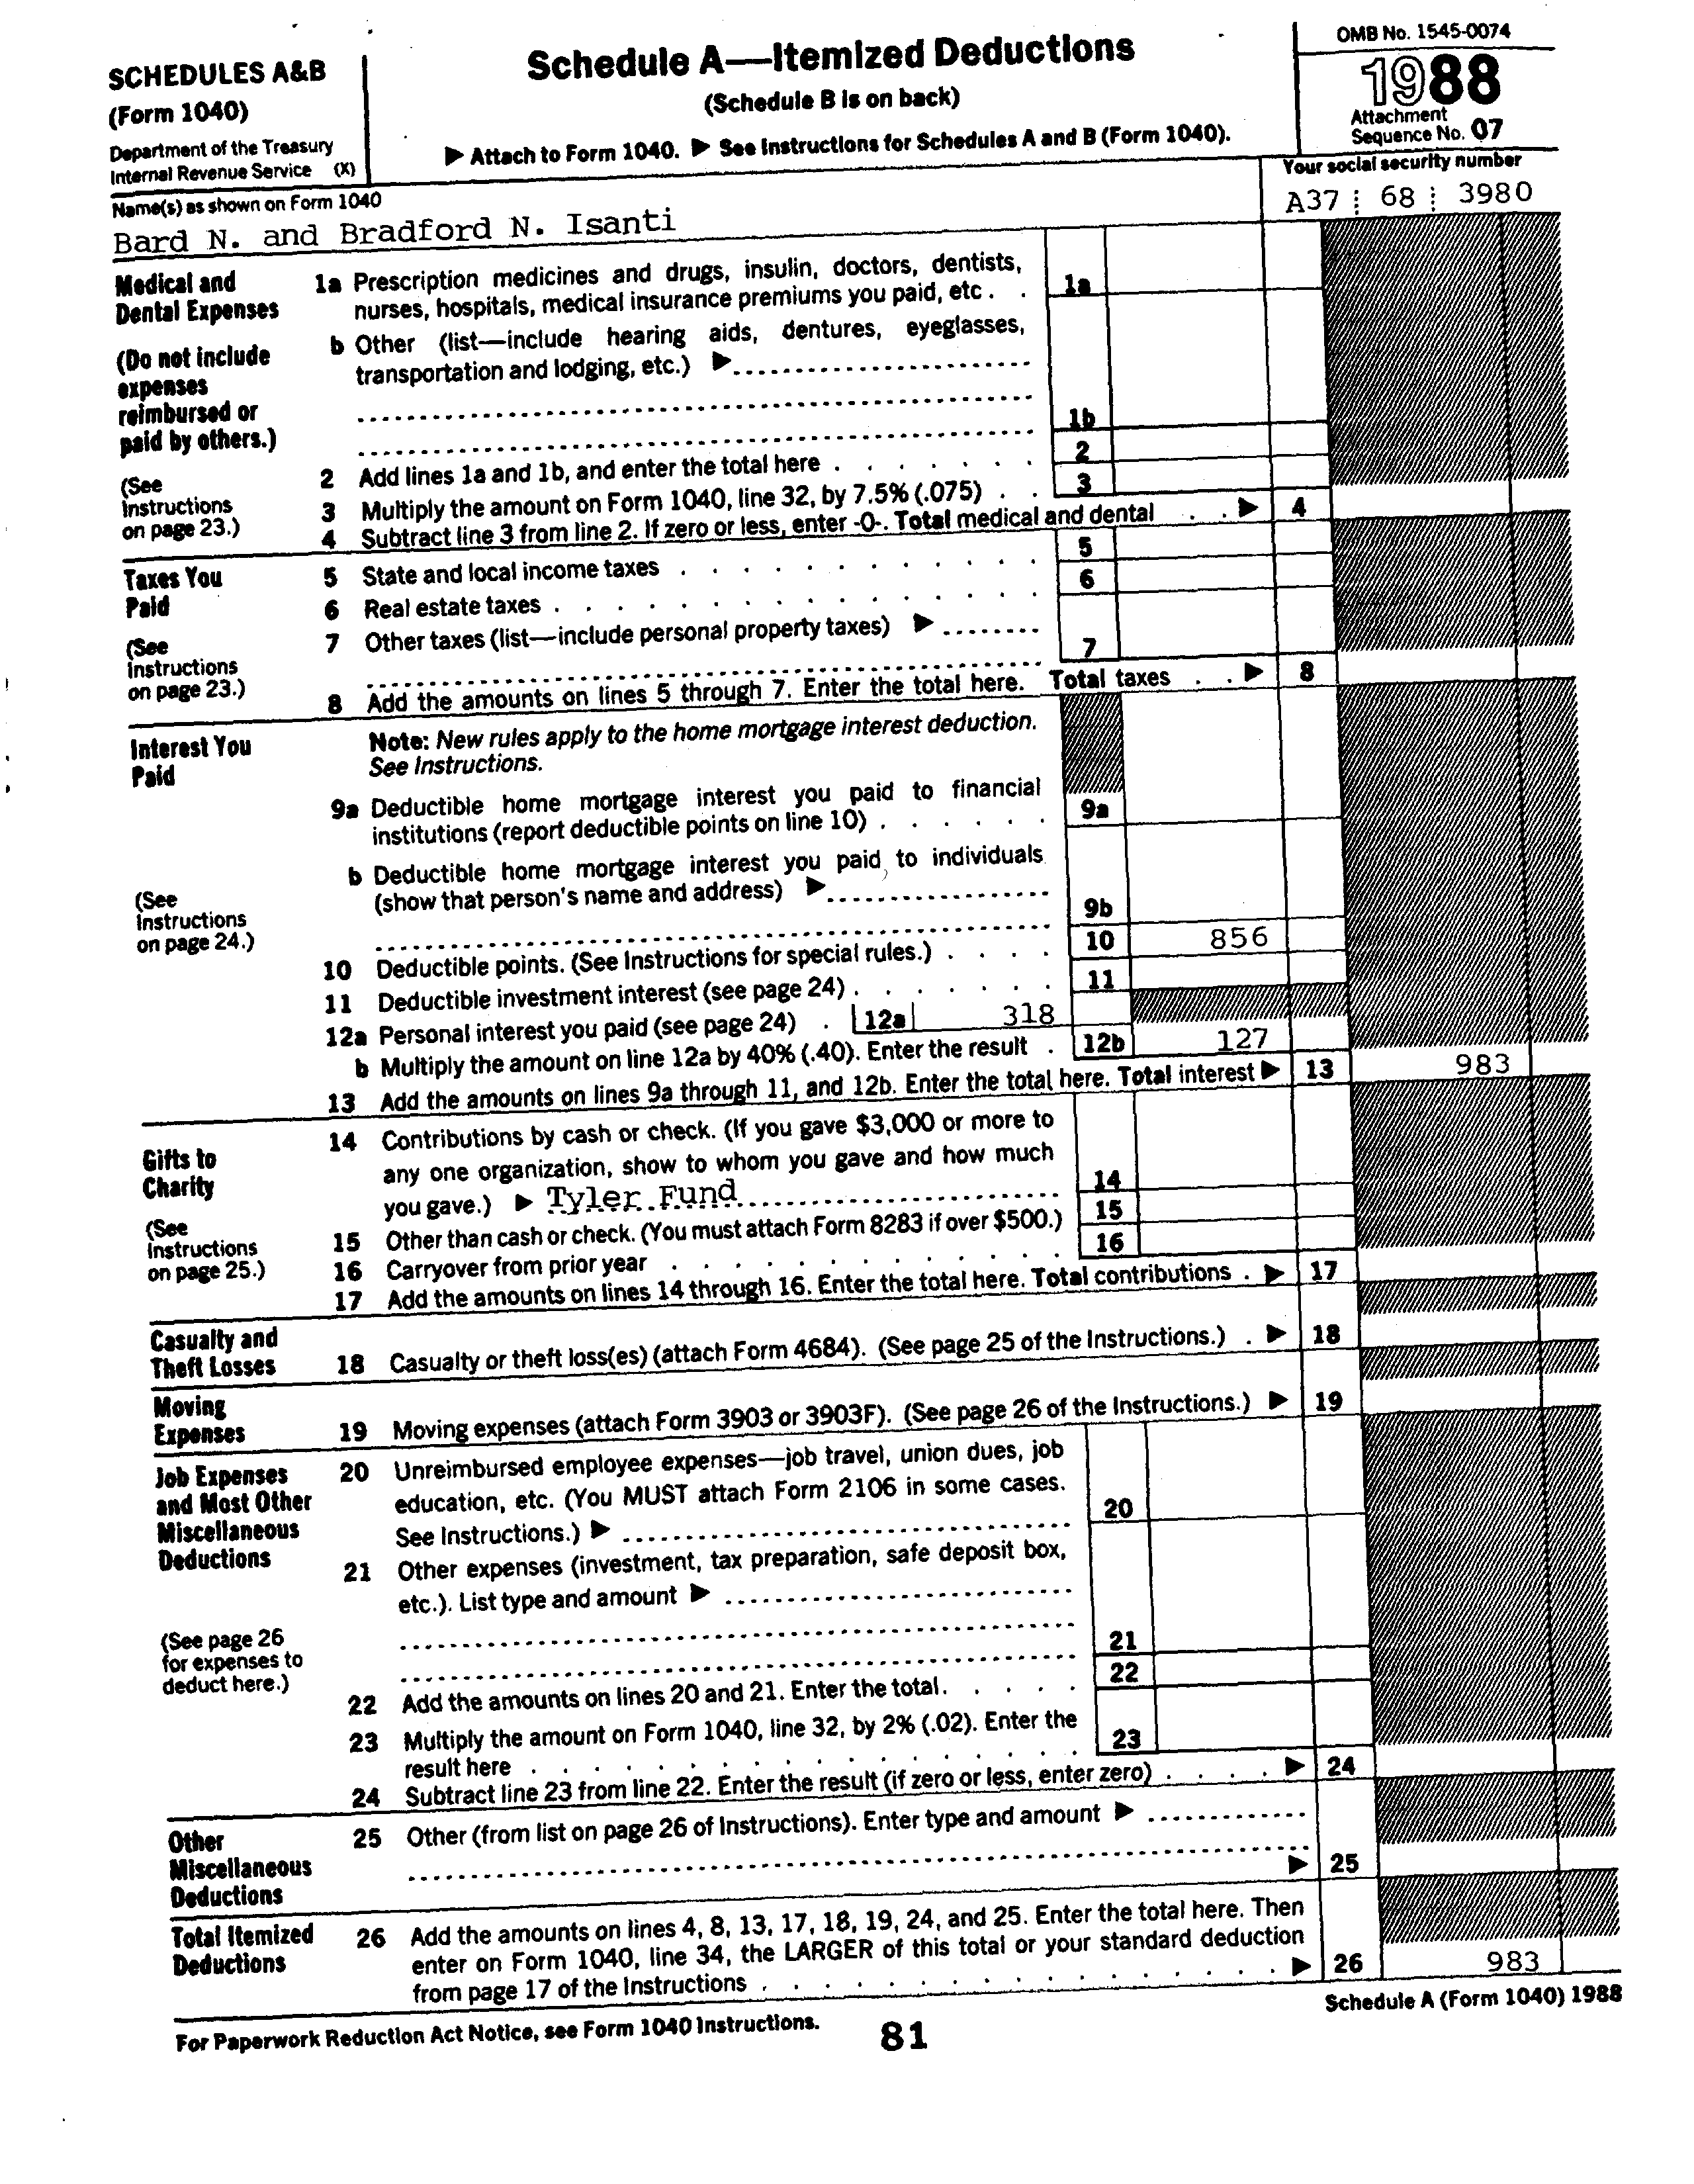 SCHEDULES A&B
(Form 1040)
Department of the Treasury
Internal Revenue Service (X)
Schedule A—Itemized Deductions
(Schedule B is on back)
▶ Attach to Form 1040. ▶ See Instructions for Schedules A and B (Form 1040).
OMB No. 1545-0074
1988
Attachment
Sequence No. 07
Name(s) as shown on Form 1040
Bard N. and Bradford N. Isanti
Your social security number
A37 68 3980
Medical and
Dental Expenses
(Do not include
expenses
reimbursed or
paid by others.)
(See
Instructions
on page 23.)
1a Prescription medicines and drugs, insulin, doctors, dentists,
nurses, hospitals, medical insurance premiums you paid, etc . . 1a
b Other (list—include hearing aids, dentures, eyeglasses,
transportation and lodging, etc.) ▶
1b
2 Add lines 1a and 1b, and enter the total here . . . . . . . 2
3 Multiply the amount on Form 1040, line 32, by 7.5% (.075) . . 3
4 Subtract line 3 from line 2. If zero or less, enter -0-. Total medical and dental . . ▶ 4
Taxes You
Paid
(See
Instructions
on page 23.)
5 State and local income taxes . . . . . . . . . . . . 5
6 Real estate taxes . . . . . . . . . . . . . . . 6
7 Other taxes (list—include personal property taxes) ▶
7
8 Add the amounts on lines 5 through 7. Enter the total here. Total taxes . . ▶ 8
Interest You
Paid
(See
Instructions
on page 24.)
Note: New rules apply to the home mortgage interest deduction.
See Instructions.
9a Deductible home mortgage interest you paid to financial
institutions (report deductible points on line 10) . . . . . . 9a
b Deductible home mortgage interest you paid to individuals
(show that person's name and address) ▶
9b
10 Deductible points. (See Instructions for special rules.) . . . . 10 856
11 Deductible investment interest (see page 24) . . . . . . . 11
12a Personal interest you paid (see page 24) . 12a 318
b Multiply the amount on line 12a by 40% (.40). Enter the result . 12b 127
13 Add the amounts on lines 9a through 11, and 12b. Enter the total here. Total interest ▶ 13 983
Gifts to
Charity
(See
Instructions
on page 25.)
14 Contributions by cash or check. (If you gave $3,000 or more to
any one organization, show to whom you gave and how much
you gave.) ▶ Tyler Fund 14
15 Other than cash or check. (You must attach Form 8283 if over $500.) 15
16 Carryover from prior year . . . . . . . . . . . . 16
17 Add the amounts on lines 14 through 16. Enter the total here. Total contributions . ▶ 17
Casualty and
Theft Losses
18 Casualty or theft loss(es) (attach Form 4684). (See page 25 of the Instructions.) . ▶ 18
Moving
Expenses
19 Moving expenses (attach Form 3903 or 3903F). (See page 26 of the Instructions.) ▶ 19
Job Expenses
and Most Other
Miscellaneous
Deductions
(See page 26
for expenses to
deduct here.)
20 Unreimbursed employee expenses—job travel, union dues, job
education, etc. (You MUST attach Form 2106 in some cases.
See Instructions.) ▶ 20
21 Other expenses (investment, tax preparation, safe deposit box,
etc.). List type and amount ▶
21
22 Add the amounts on lines 20 and 21. Enter the total. . . . . 22
23 Multiply the amount on Form 1040, line 32, by 2% (.02). Enter the
result here . . . . . . . . . . . . . . . . 23
24 Subtract line 23 from line 22. Enter the result (if zero or less, enter zero) . . . . ▶ 24
Other
Miscellaneous
Deductions
25 Other (from list on page 26 of Instructions). Enter type and amount ▶
▶ 25
Total Itemized
Deductions
26 Add the amounts on lines 4, 8, 13, 17, 18, 19, 24, and 25. Enter the total here. Then
enter on Form 1040, line 34, the LARGER of this total or your standard deduction
from page 17 of the Instructions . . . . . . . . . . . . . . . . . ▶ 26 983
For Paperwork Reduction Act Notice, see Form 1040 Instructions.
81
Schedule A (Form 1040) 1988